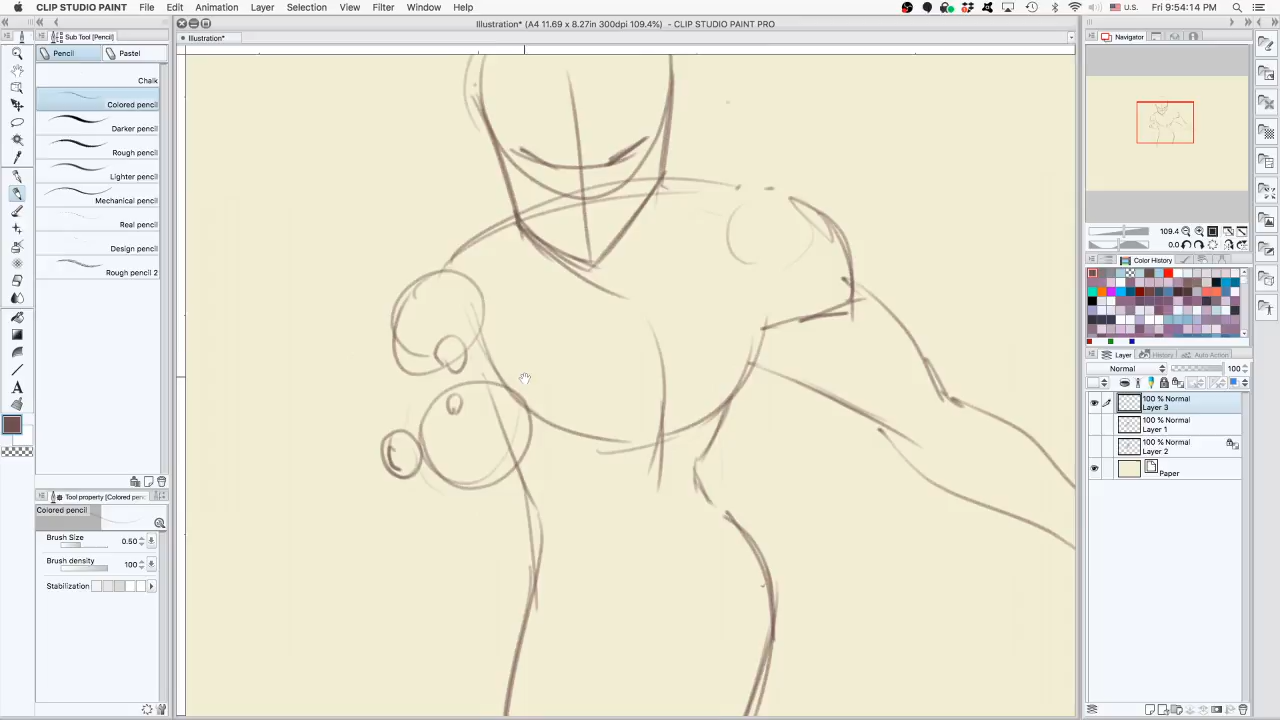 CLIP STUDIO PAINT File Edit Animation Layer Selection View Filter Window Help U.S. Fri 9:54:14 PM
Illustration* (A4 11.69 x 8.27in 300dpi 109.4%) - CLIP STUDIO PAINT PRO
Sub Tool [Pencil]
Illustration*
Navigator
Pencil Pastel
Chalk
Colored pencil
Darker pencil
Rough pencil
Lighter pencil
Mechanical pencil
Real pencil
Design pencil
Rough pencil 2
109.4
0.0
Color History
Layer History Auto Action
Normal 100
100 % Normal
Layer 3
100 % Normal
Layer 1
100 % Normal
Layer 2
Paper
Tool property [Colored penc
Colored pencil
Brush Size 0.50
Brush density 100
Stabilization